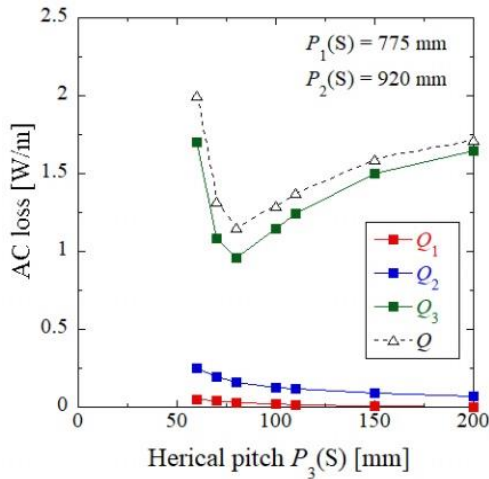 P1(S) = 775 mm
P2(S) = 920 mm
2.5
2
1.5
1
0.5
0
AC loss [W/m]
Q1
Q2
Q3
Q
0 50 100 150 200
Herical pitch P3(S) [mm]